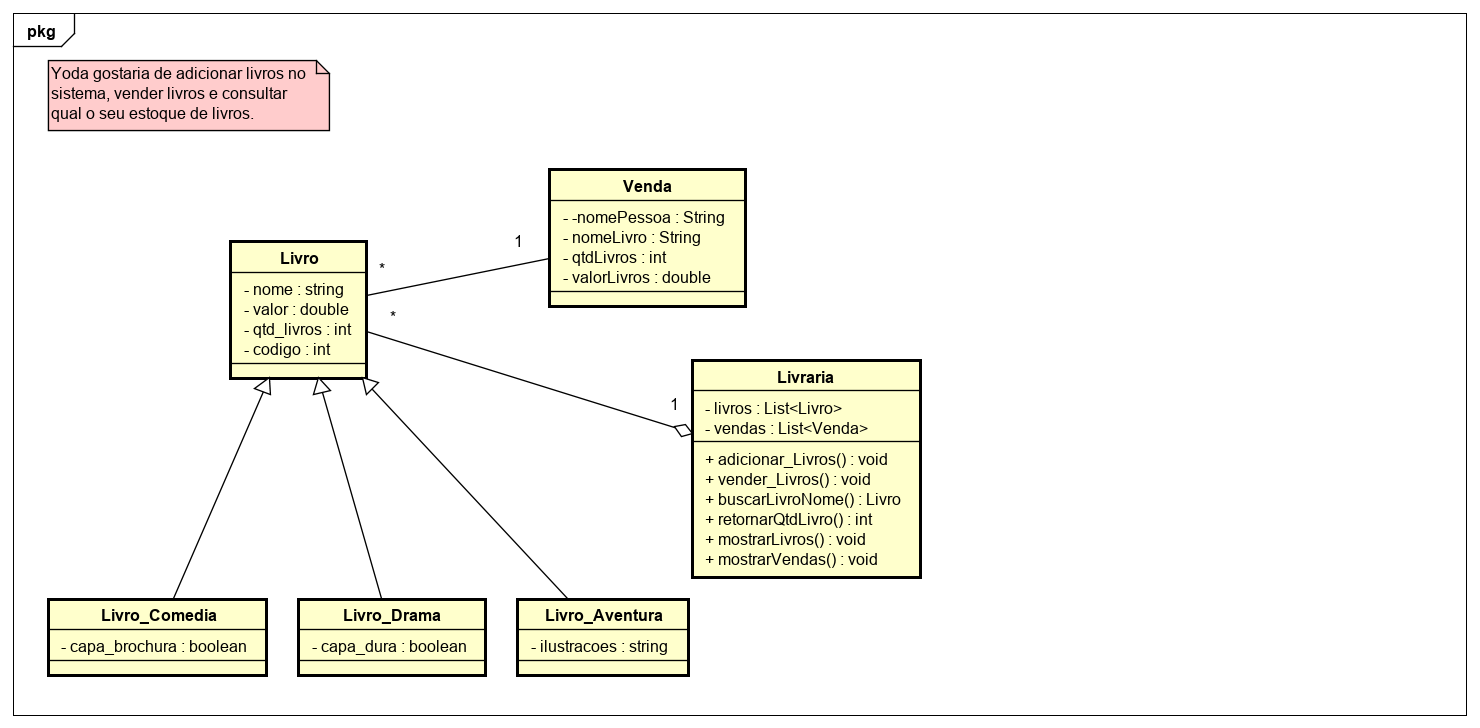 pkg
Yoda gostaria de adicionar livros no
sistema, vender livros e consultar
qual o seu estoque de livros.
Venda
- -nomePessoa : String
- nomeLivro : String
- qtdLivros : int
- valorLivros : double
1
*
Livro
- nome : string
- valor : double
- qtd_livros : int
- codigo : int
*
1
Livraria
- livros : List<Livro>
- vendas : List<Venda>
+ adicionar_Livros() : void
+ vender_Livros() : void
+ buscarLivroNome() : Livro
+ retornarQtdLivro() : int
+ mostrarLivros() : void
+ mostrarVendas() : void
Livro_Comedia
- capa_brochura : boolean
Livro_Drama
- capa_dura : boolean
Livro_Aventura
- ilustracoes : string